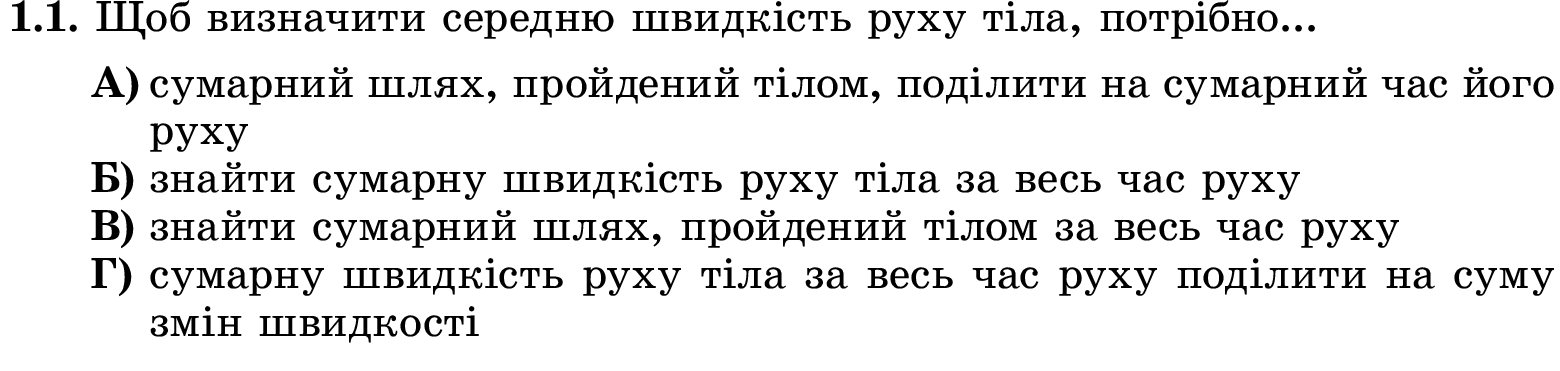 1.1. Щоб визначити середню швидкість руху тіла, потрібно...
А) сумарний шлях, пройдений тілом, поділити на сумарний час його
руху
Б) знайти сумарну швидкість руху тіла за весь час руху
В) знайти сумарний шлях, пройдений тілом за весь час руху
Г) сумарну швидкість руху тіла за весь час руху поділити на суму
змін швидкості